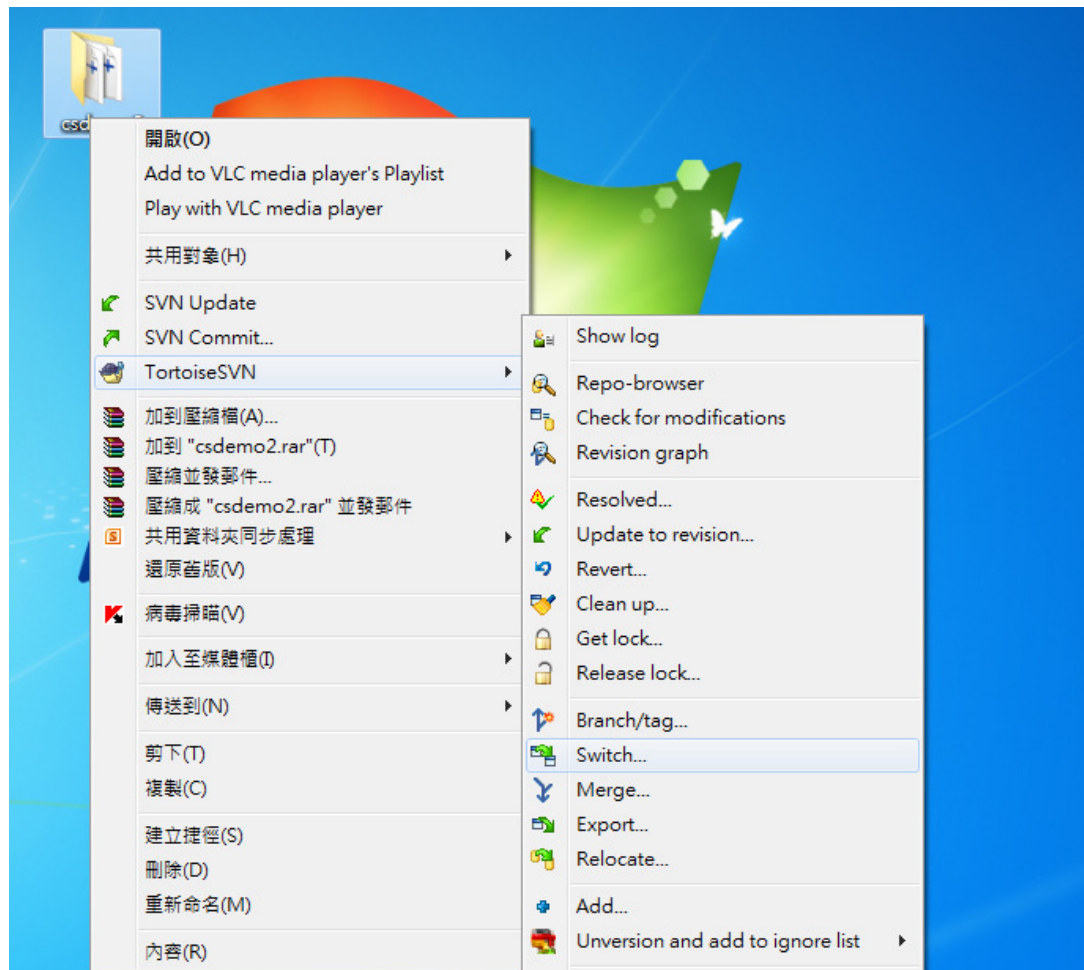 開啟(O)
Add to VLC media player's Playlist
Play with VLC media player
共用對象(H)
SVN Update
SVN Commit...
TortoiseSVN
加到壓縮檔(A)...
加到 "csdemo2.rar"(T)
壓縮並發郵件...
壓縮成 "csdemo2.rar" 並發郵件
共用資料夾同步處理
還原舊版(V)
病毒掃瞄(V)
加入至媒體櫃(I)
傳送到(N)
剪下(T)
複製(C)
建立捷徑(S)
刪除(D)
重新命名(M)
內容(R)
Show log
Repo-browser
Check for modifications
Revision graph
Resolved...
Update to revision...
Revert...
Clean up...
Get lock...
Release lock...
Branch/tag...
Switch...
Merge...
Export...
Relocate...
Add...
Unversion and add to ignore list